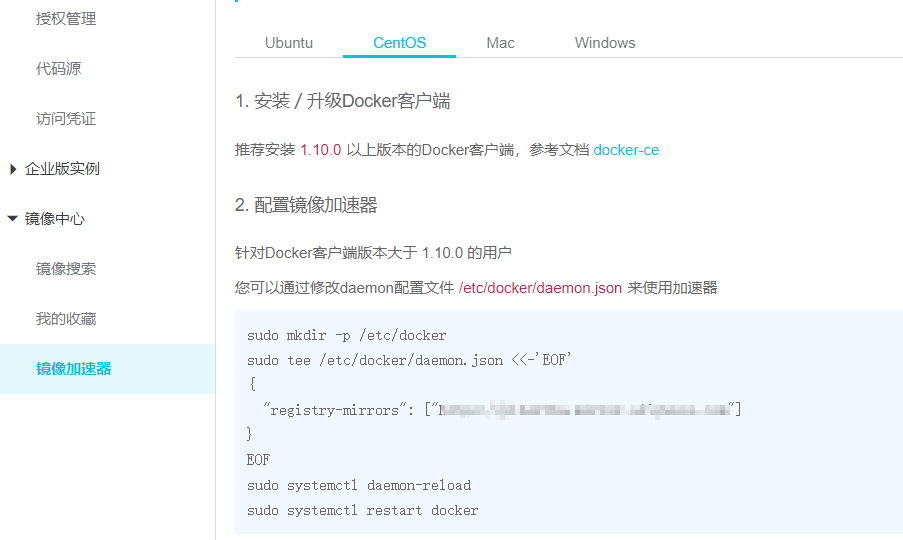 授权管理
代码源
访问凭证
企业版实例
镜像中心
镜像搜索
我的收藏
镜像加速器
Ubuntu CentOS Mac Windows
1. 安装 / 升级Docker客户端
推荐安装 1.10.0 以上版本的Docker客户端，参考文档 docker-ce
2. 配置镜像加速器
针对Docker客户端版本大于 1.10.0 的用户
您可以通过修改daemon配置文件 /etc/docker/daemon.json 来使用加速器
sudo mkdir -p /etc/docker
sudo tee /etc/docker/daemon.json <<-'EOF'
{
"registry-mirrors": [" "]
}
EOF
sudo systemctl daemon-reload
sudo systemctl restart docker